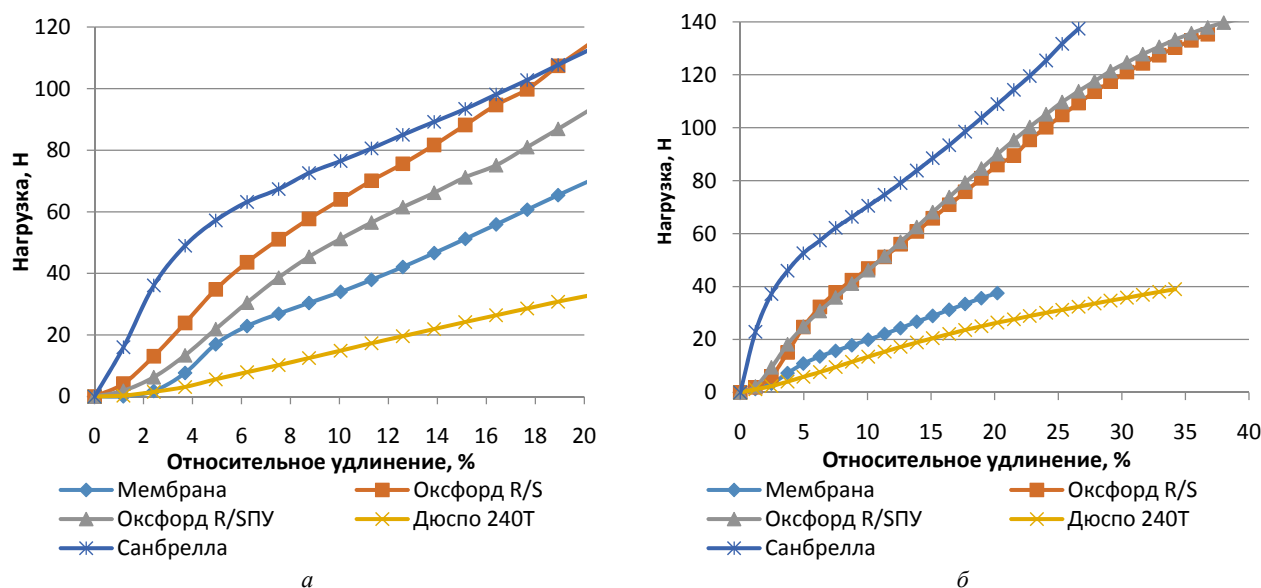 120
100
80
60
40
20
0
Нагрузка, Н
0 2 4 6 8 10 12 14 16 18 20
Относительное удлинение, %
Мембрана
Оксфорд R/S
Оксфорд R/SПУ
Дюспо 240Т
Санбрелла
а
140
120
100
80
60
40
20
0
Нагрузка, Н
0 5 10 15 20 25 30 35 40
Относительное удлинение, %
Мембрана
Оксфорд R/S
Оксфорд R/SПУ
Дюспо 240Т
Санбрелла
б